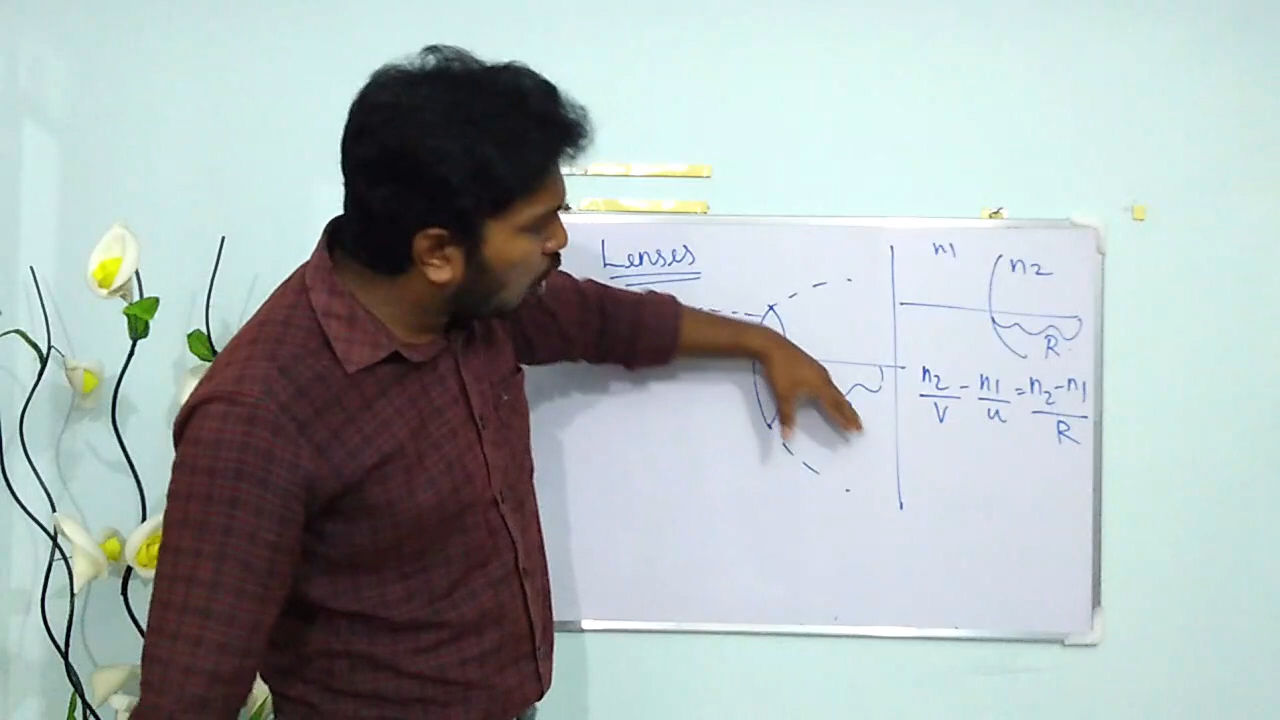 Lenses
n1
n2
R
n2/v - n1/u = n2-n1/R